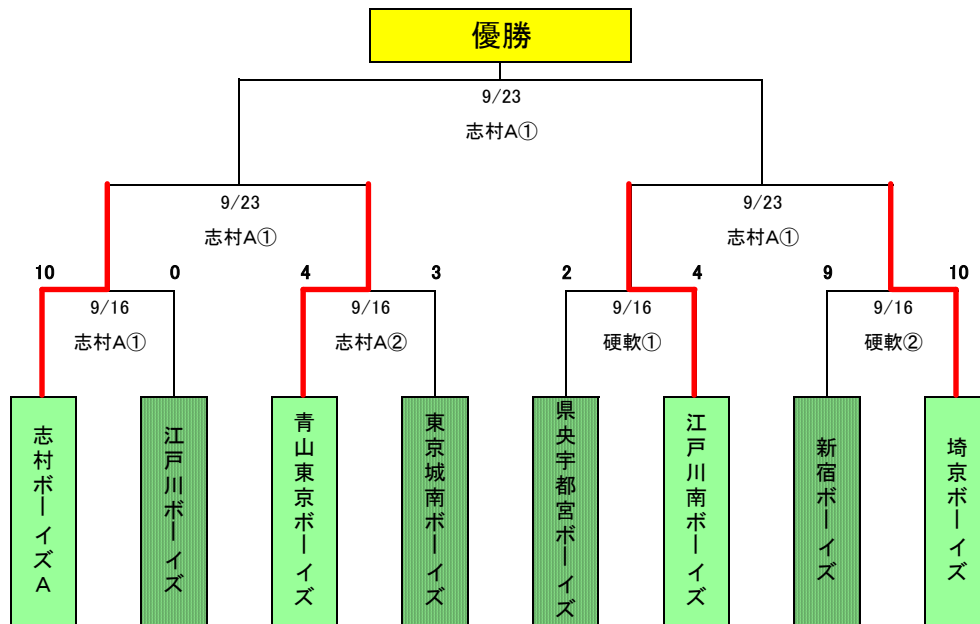 優勝
9/23
志村A①
9/23
志村A①
9/23
志村A①
10
0
4
3
2
4
9
10
9/16
志村A①
9/16
志村A②
9/16
硬軟①
9/16
硬軟②
志村ボーイズA
江戸川ボーイズ
青山東京ボーイズ
東京城南ボーイズ
県央宇都宮ボーイズ
江戸川南ボーイズ
新宿ボーイズ
埼京ボーイズ